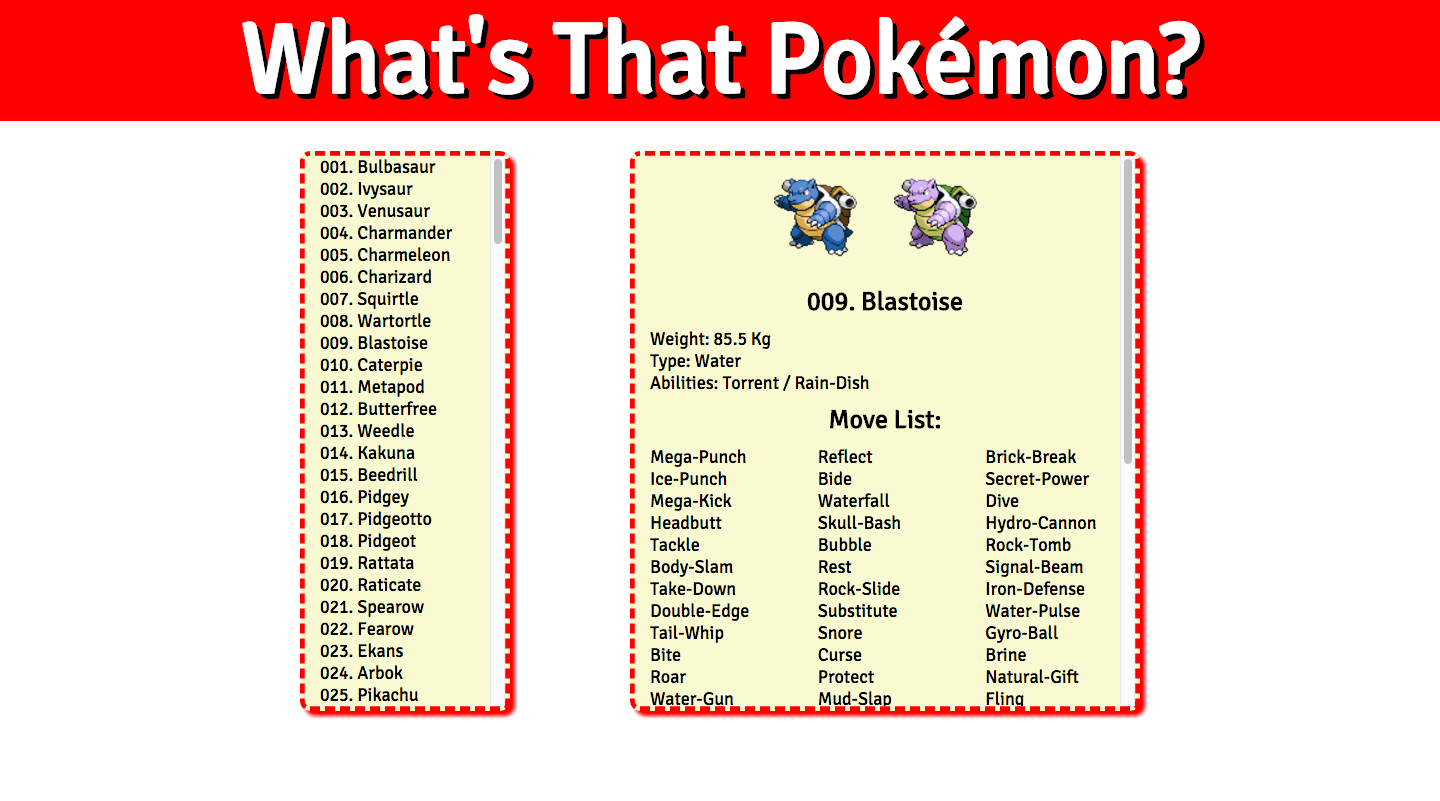 What's That Pokémon?
001. Bulbasaur
002. Ivysaur
003. Venusaur
004. Charmander
005. Charmeleon
006. Charizard
007. Squirtle
008. Wartortle
009. Blastoise
010. Caterpie
011. Metapod
012. Butterfree
013. Weedle
014. Kakuna
015. Beedrill
016. Pidgey
017. Pidgeotto
018. Pidgeot
019. Rattata
020. Raticate
021. Spearow
022. Fearow
023. Ekans
024. Arbok
025. Pikachu
009. Blastoise
Weight: 85.5 Kg
Type: Water
Abilities: Torrent / Rain-Dish
Move List:
Mega-Punch
Ice-Punch
Mega-Kick
Headbutt
Tackle
Body-Slam
Take-Down
Double-Edge
Tail-Whip
Bite
Roar
Water-Gun
Reflect
Bide
Waterfall
Skull-Bash
Bubble
Rest
Rock-Slide
Substitute
Snore
Curse
Protect
Mud-Slap
Brick-Break
Secret-Power
Dive
Hydro-Cannon
Rock-Tomb
Signal-Beam
Iron-Defense
Water-Pulse
Gyro-Ball
Brine
Natural-Gift
Fling